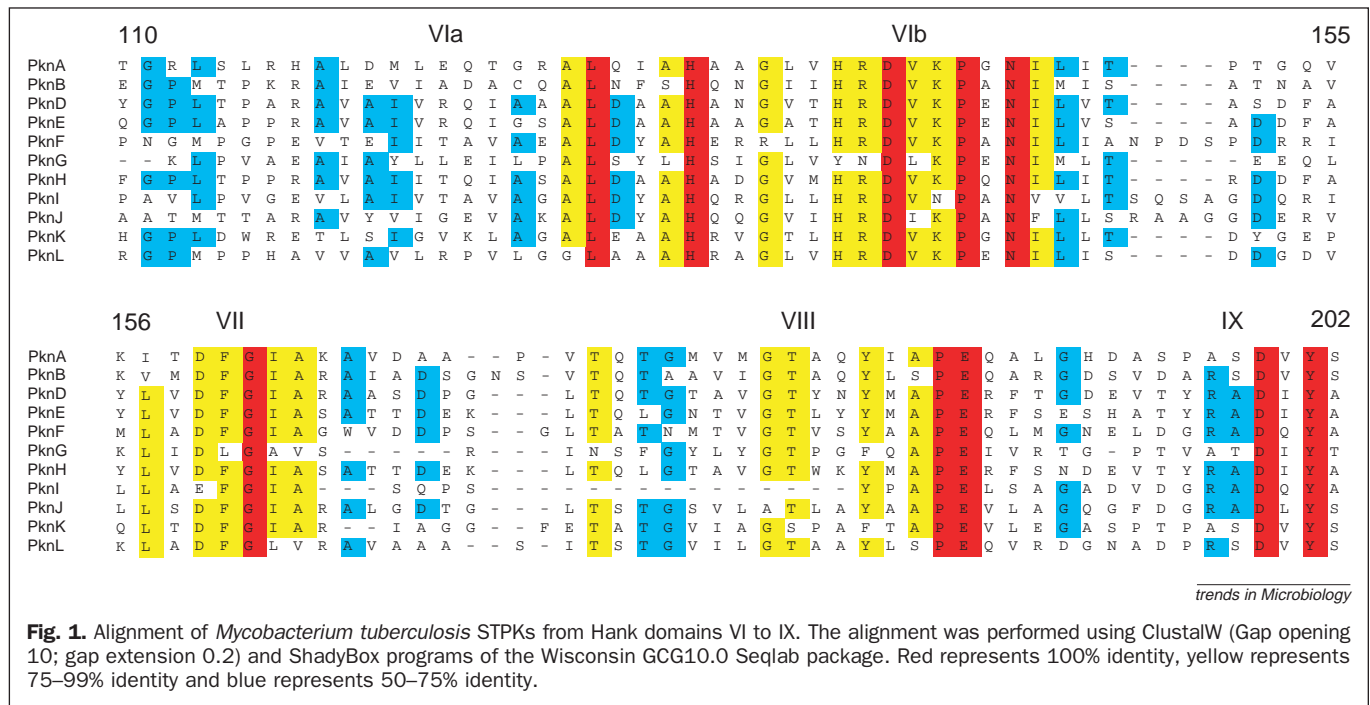 110 VIa VIb 155
PknA T G R L S L R H A L D M L E Q T G R A L Q I A H A A G L V H R D V K P G N I L I T - - - - P T G Q V
PknB E G P M T P K R A I E V I A D A C Q A L N F S H Q N G I I H R D V K P A N I M I S - - - - A T N A V
PknD Y G P L T P A R A V A I V R Q I A A A L D A A H A N G V T H R D V K P E N I L V T - - - - A S D F A
PknE Q G P L A P P R A V A I V R Q I G S A L D A A H A A G A T H R D V K P E N I L V S - - - - A D D F A
PknF P N G M P G P E V T E I I T A V A E A L D Y A H E R R L L H R D V K P A N I L I A N P D S P D R R I
PknG - - K L P V A E A I A Y L L E I L P A L S Y L H S I G L V Y N D L K P E N I M L T - - - - E E Q L
PknH F G P L T P P R A V A I I T Q I A S A L D A A H A D G V M H R D V K P Q N I L I T - - - - R D D F A
PknI P A V L P V G E V L A I V T A V A G A L D Y A H Q R G L L H R D V N P A N V V L T S Q S A G D Q R I
PknJ A A T M T T A R A V Y V I G E V A K A L D Y A H Q Q G V I H R D I K P A N F L L S R A A G G D E R V
PknK H G P L D W R E T L S I G V K L A G A L E A A H R V G T L H R D V K P G N I L L T - - - - D Y G E P
PknL R G P M P P H A V V A V L R P V L G G L A A A H R A G L V H R D V K P E N I L I S - - - - D D G D V
156 VII VIII IX 202
PknA K I T D F G I A K A V D A A - - P - V T Q T G M V M G T A Q Y I A P E Q A L G H D A S P A S D V Y S
PknB K V M D F G I A R A I A D S G N S - V T Q T A A V I G T A Q Y L S P E Q A R G D S V D A R S D V Y S
PknD Y L V D F G I A R A A S D P G - - - L T Q T G T A V G T Y N Y M A P E R F T G D E V T Y R A D I Y A
PknE Y L V D F G I A S A T T D E K - - - L T Q L G N T V G T L Y Y M A P E R F S E S H A T Y R A D I Y A
PknF M L A D F G I A G W V D D P S - - G L T A T N M T V G T V S Y A A P E Q L M G N E L D G R A D Q Y A
PknG K L I D L G A V S - - - - - R - - - I N S F G Y L Y G T P G F Q A P E I V R T G - P T V A T D I Y T
PknH Y L V D F G I A S A T T D E K - - - L T Q L G T A V G T W K Y M A P E R F S N D E V T Y R A D I Y A
PknI L L A E F G I A - - S Q P S - - - - - - - - - - - - - - - - Y P A P E L S A G A D V D G R A D Q Y A
PknJ L L S D F G I A R A L G D T G - - - L T S T G S V L A T L A Y A A P E V L A G Q G F D G R A D L Y S
PknK Q L T D F G I A R - - I A G G - - F E T A T G V I A G S P A F T A P E V L E G A S P T P A S D V Y S
PknL K L A D F G L V R A V A A A - - S - I T S T G V I L G T A A Y L S P E Q V R D G N A D P R S D V Y S
trends in Microbiology
Fig. 1. Alignment of Mycobacterium tuberculosis STPKs from Hank domains VI to IX. The alignment was performed using ClustalW (Gap opening
10; gap extension 0.2) and ShadyBox programs of the Wisconsin GCG10.0 Seqlab package. Red represents 100% identity, yellow represents
75–99% identity and blue represents 50–75% identity.